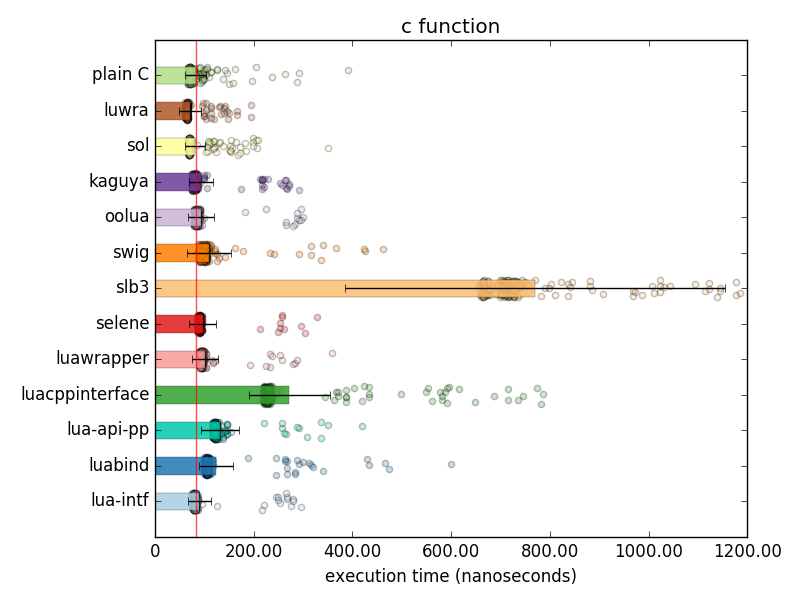 c function
plain C
luwra
sol
kaguya
oolua
swig
slb3
selene
luawrapper
luacppinterface
lua-api-pp
luabind
lua-intf
0 200.00 400.00 600.00 800.00 1000.00 1200.00
execution time (nanoseconds)